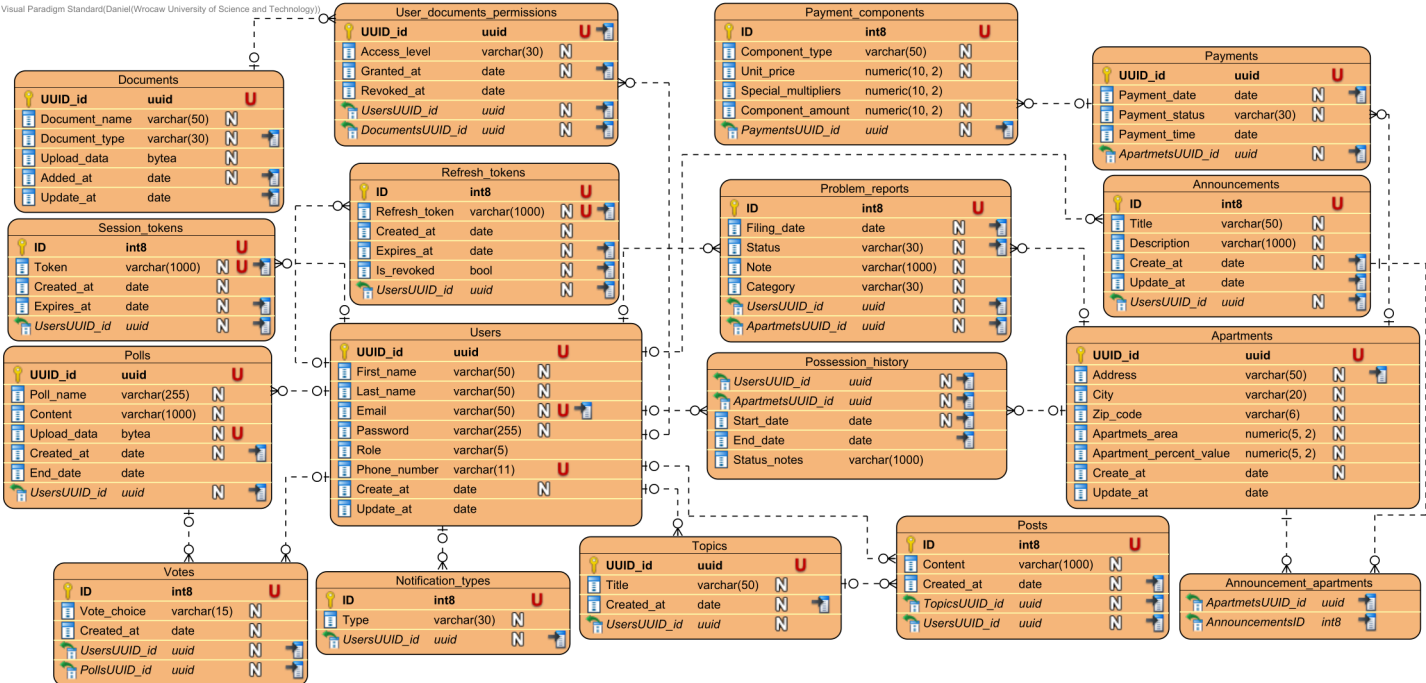 Visual Paradigm Standard(Daniel(Wrocaw University of Science and Technology))
User_documents_permissions
UUID_id uuid U
Access_level varchar(30) N
Granted_at date N
Revoked_at date
UsersUUID_id uuid N
DocumentsUUID_id uuid N
Payment_components
ID int8 U
Component_type varchar(50) N
Unit_price numeric(10, 2) N
Special_multipliers numeric(10, 2)
Component_amount numeric(10, 2) N
PaymentsUUID_id uuid N
Payments
UUID_id uuid U
Payment_date date N
Payment_status varchar(30) N
Payment_time date
ApartmetsUUID_id uuid N
Documents
UUID_id uuid U
Document_name varchar(50) N
Document_type varchar(30) N
Upload_data bytea N
Added_at date N
Update_at date
Refresh_tokens
ID int8 U
Refresh_token varchar(1000) N U
Created_at date N
Expires_at date N
Is_revoked bool N
UsersUUID_id uuid N
Problem_reports
ID int8 U
Filing_date date N
Status varchar(30) N
Note varchar(1000) N
Category varchar(30) N
UsersUUID_id uuid N
ApartmetsUUID_id uuid N
Announcements
ID int8 U
Title varchar(50) N
Description varchar(1000) N
Create_at date N
Update_at date
UsersUUID_id uuid N
Session_tokens
ID int8 U
Token varchar(1000) N U
Created_at date N
Expires_at date N
UsersUUID_id uuid N
Users
UUID_id uuid U
First_name varchar(50) N
Last_name varchar(50) N
Email varchar(50) N U
Password varchar(255) N
Role varchar(5)
Phone_number varchar(11) U
Create_at date N
Update_at date
Apartments
UUID_id uuid U
Address varchar(50) N
City varchar(20) N
Zip_code varchar(6) N
Apartmets_area numeric(5, 2) N
Apartment_percent_value numeric(5, 2) N
Create_at date N
Update_at date
Polls
UUID_id uuid U
Poll_name varchar(255) N
Content varchar(1000) N
Upload_data bytea N U
Created_at date N
End_date date
UsersUUID_id uuid N
Possession_history
UsersUUID_id uuid N
ApartmetsUUID_id uuid N
Start_date date N
End_date date
Status_notes varchar(1000)
Posts
ID int8 U
Content varchar(1000) N
Created_at date N
TopicsUUID_id uuid N
UsersUUID_id uuid N
Topics
UUID_id uuid U
Title varchar(50) N
Created_at date N
UsersUUID_id uuid N
Votes
ID int8 U
Vote_choice varchar(15) N
Created_at date N
UsersUUID_id uuid N
PollsUUID_id uuid N
Notification_types
ID int8 U
Type varchar(30) N
UsersUUID_id uuid N
Announcement_apartments
ApartmetsUUID_id uuid
AnnouncementsID int8